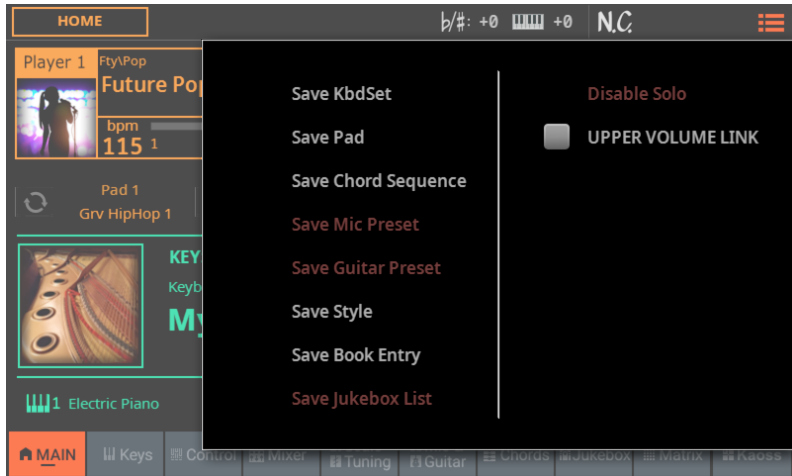 HOME
♭/#: +0 +0 N.C.
Player 1
Fty\Pop
Future Pop
bpm
115 1
Pad 1
Grv HipHop 1
KEY
Keyb
My
1 Electric Piano
Save KbdSet
Save Pad
Save Chord Sequence
Save Mic Preset
Save Guitar Preset
Save Style
Save Book Entry
Save Jukebox List
Disable Solo
UPPER VOLUME LINK
MAIN Keys Control Mixer Tuning Guitar Chords Jukebox Matrix Kaoss